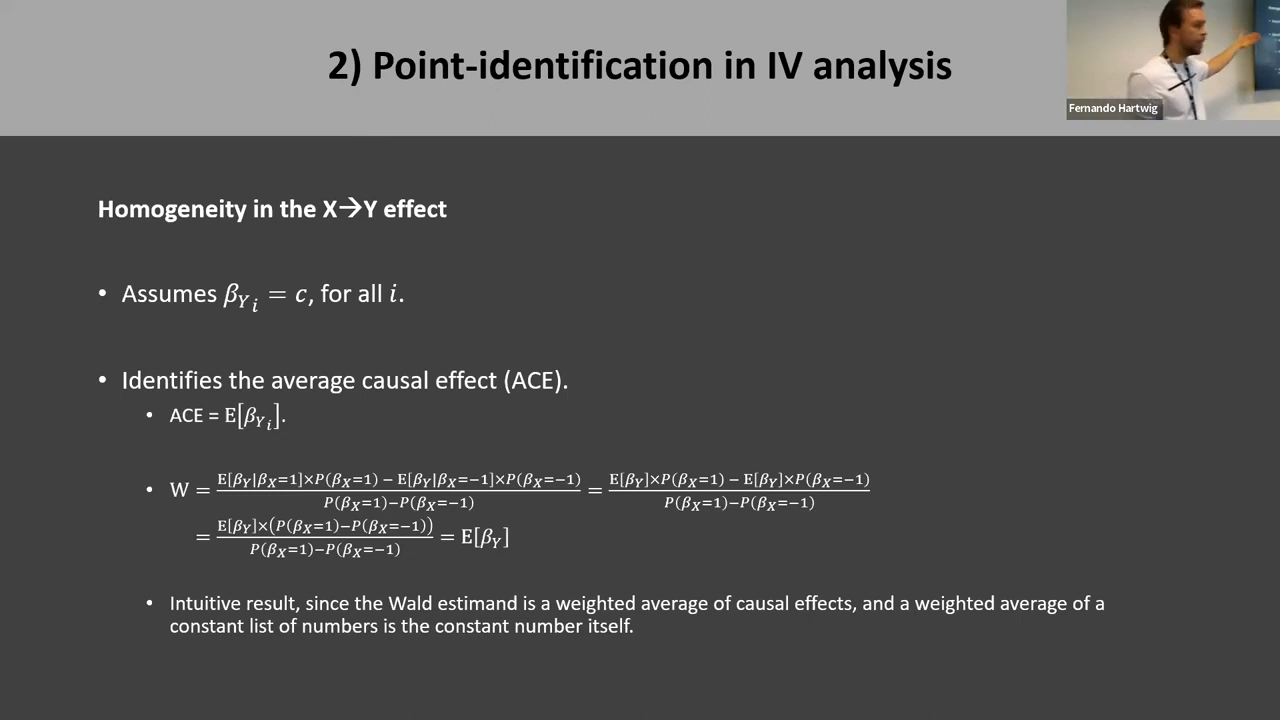 2) Point-identification in IV analysis
Fernando Hartwig
Homogeneity in the X→Y effect
• Assumes β_{Y_i} = c, for all i.
• Identifies the average causal effect (ACE).
• ACE = E[β_{Y_i}].
• W = \frac{E[β_Y|β_X=1]×P(β_X=1) − E[β_Y|β_X=−1]×P(β_X=−1)}{P(β_X=1)−P(β_X=−1)} = \frac{E[β_Y]×P(β_X=1) − E[β_Y]×P(β_X=−1)}{P(β_X=1)−P(β_X=−1)}
= \frac{E[β_Y]×(P(β_X=1)−P(β_X=−1))}{P(β_X=1)−P(β_X=−1)} = E[β_Y]
• Intuitive result, since the Wald estimand is a weighted average of causal effects, and a weighted average of a
constant list of numbers is the constant number itself.